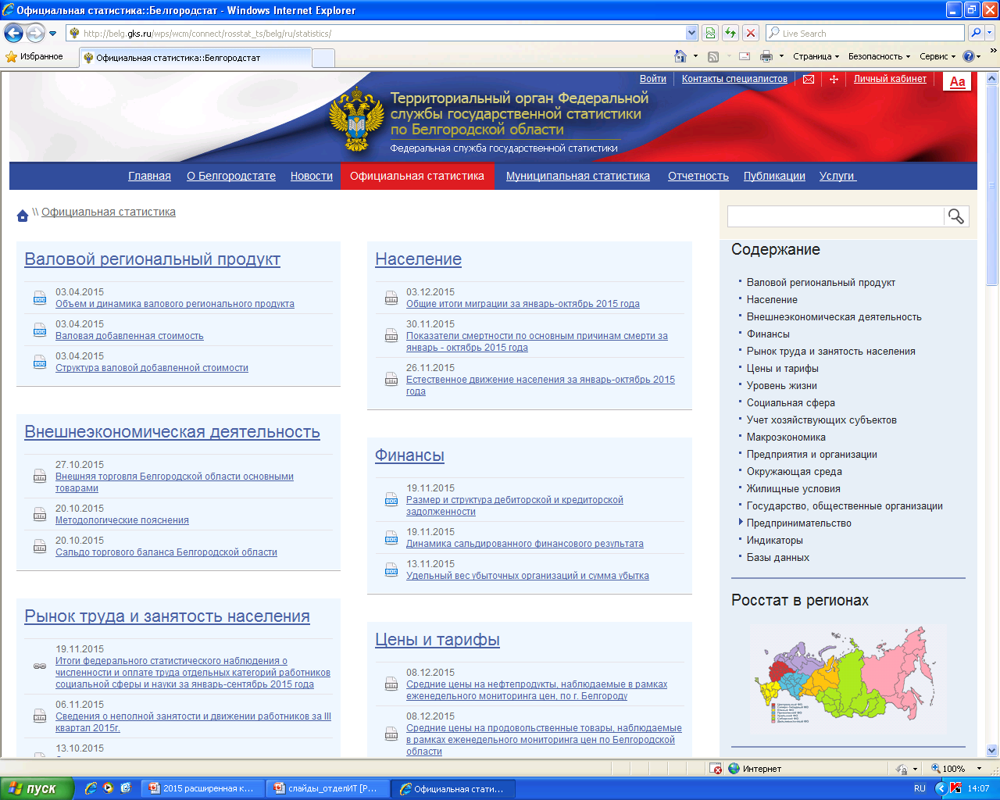 Официальная статистика::Белгородстат - Windows Internet Explorer
http://belg.gks.ru/wps/wcm/connect/rosstat_ts/belg/ru/statistics/
Live Search
Избранное
Официальная статистика::Белгородстат
Страница
Безопасность
Сервис
»
Войти
Контакты специалистов
Личный кабинет
Aa
Территориальный орган Федеральной
службы государственной статистики
по Белгородской области
Федеральная служба государственной статистики
Главная
О Белгородстате
Новости
Официальная статистика
Муниципальная статистика
Отчетность
Публикации
Услуги
\\ Официальная статистика
Валовой региональный продукт
03.04.2015
Объем и динамика валового регионального продукта
03.04.2015
Валовая добавленная стоимость
03.04.2015
Структура валовой добавленной стоимости
Внешнеэкономическая деятельность
27.10.2015
Внешняя торговля Белгородской области основными
товарами
20.10.2015
Методологические пояснения
20.10.2015
Сальдо торгового баланса Белгородской области
Рынок труда и занятость населения
19.11.2015
Итоги федерального статистического наблюдения о
численности и оплате труда отдельных категорий работников
социальной сферы и науки за январь-сентябрь 2015 года
06.11.2015
Сведения о неполной занятости и движении работников за III
квартал 2015г.
13.10.2015
Население
03.12.2015
Общие итоги миграции за январь-октябрь 2015 года
30.11.2015
Показатели смертности по основным причинам смерти за
январь - октябрь 2015 года
26.11.2015
Естественное движение населения за январь-октябрь 2015
года
Финансы
19.11.2015
Размер и структура дебиторской и кредиторской
задолженности
19.11.2015
Динамика сальдированного финансового результата
13.11.2015
Удельный вес убыточных организаций и сумма убытка
Цены и тарифы
08.12.2015
Средние цены на нефтепродукты, наблюдаемые в рамках
еженедельного мониторинга цен, по г. Белгороду
08.12.2015
Средние цены на продовольственные товары, наблюдаемые
в рамках еженедельного мониторинга цен по Белгородской
области
Содержание
Валовой региональный продукт
Население
Внешнеэкономическая деятельность
Финансы
Рынок труда и занятость населения
Цены и тарифы
Уровень жизни
Социальная сфера
Учет хозяйствующих субъектов
Макроэкономика
Предприятия и организации
Окружающая среда
Жилищные условия
Государство, общественные организации
Предпринимательство
Индикаторы
Базы данных
Росстат в регионах
Интернет
100%
пуск
2015 расширенная к...
слайды_отделИТ [Р...
Официальная стати...
RU
14:07